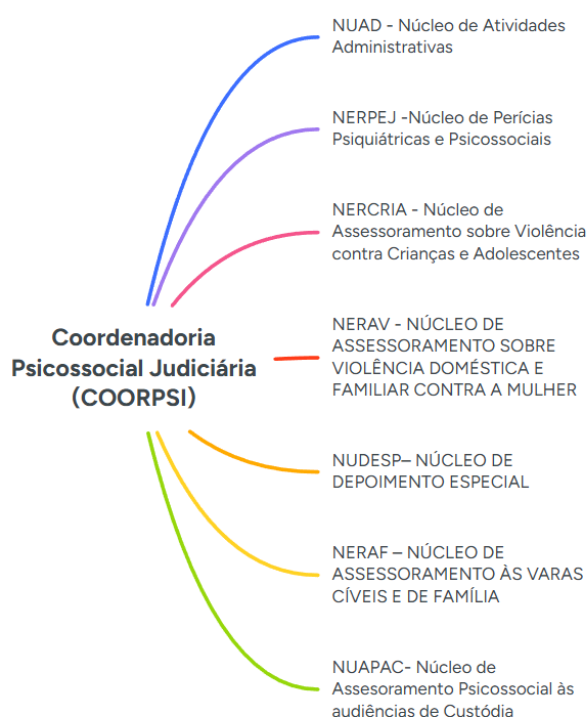 NUAD - Núcleo de Atividades
Administrativas
NERPEJ -Núcleo de Perícias
Psiquiátricas e Psicossociais
NERCRIA - Núcleo de
Assessoramento sobre Violência
contra Crianças e Adolescentes
Coordenadoria
Psicossocial Judiciária
(COORPSI)
NERAV - NÚCLEO DE
ASSESSORAMENTO SOBRE
VIOLÊNCIA DOMÉSTICA E
FAMILIAR CONTRA A MULHER
NUDESP– NÚCLEO DE
DEPOIMENTO ESPECIAL
NERAF – NÚCLEO DE
ASSESSORAMENTO ÀS VARAS
CÍVEIS E DE FAMÍLIA
NUAPAC- Núcleo de
Assesoramento Psicossocial às
audiências de Custódia